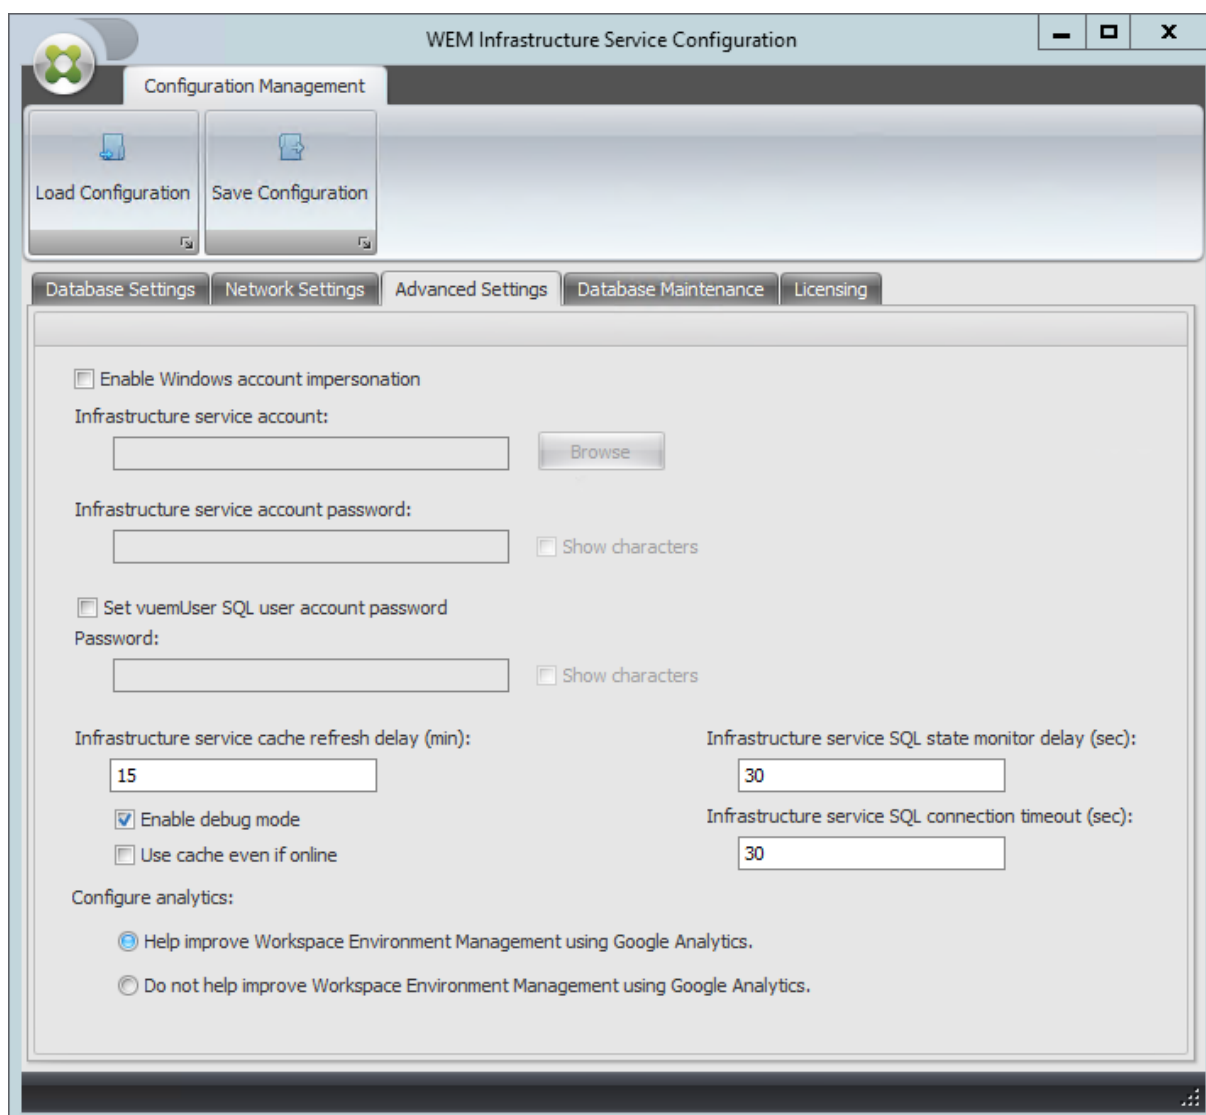 WEM Infrastructure Service Configuration
Configuration Management
Load Configuration
Save Configuration
Database Settings
Network Settings
Advanced Settings
Database Maintenance
Licensing
Enable Windows account impersonation
Infrastructure service account:
Browse
Infrastructure service account password:
Show characters
Set vuemUser SQL user account password
Password:
Show characters
Infrastructure service cache refresh delay (min):
15
Enable debug mode
Use cache even if online
Infrastructure service SQL state monitor delay (sec):
30
Infrastructure service SQL connection timeout (sec):
30
Configure analytics:
Help improve Workspace Environment Management using Google Analytics.
Do not help improve Workspace Environment Management using Google Analytics.